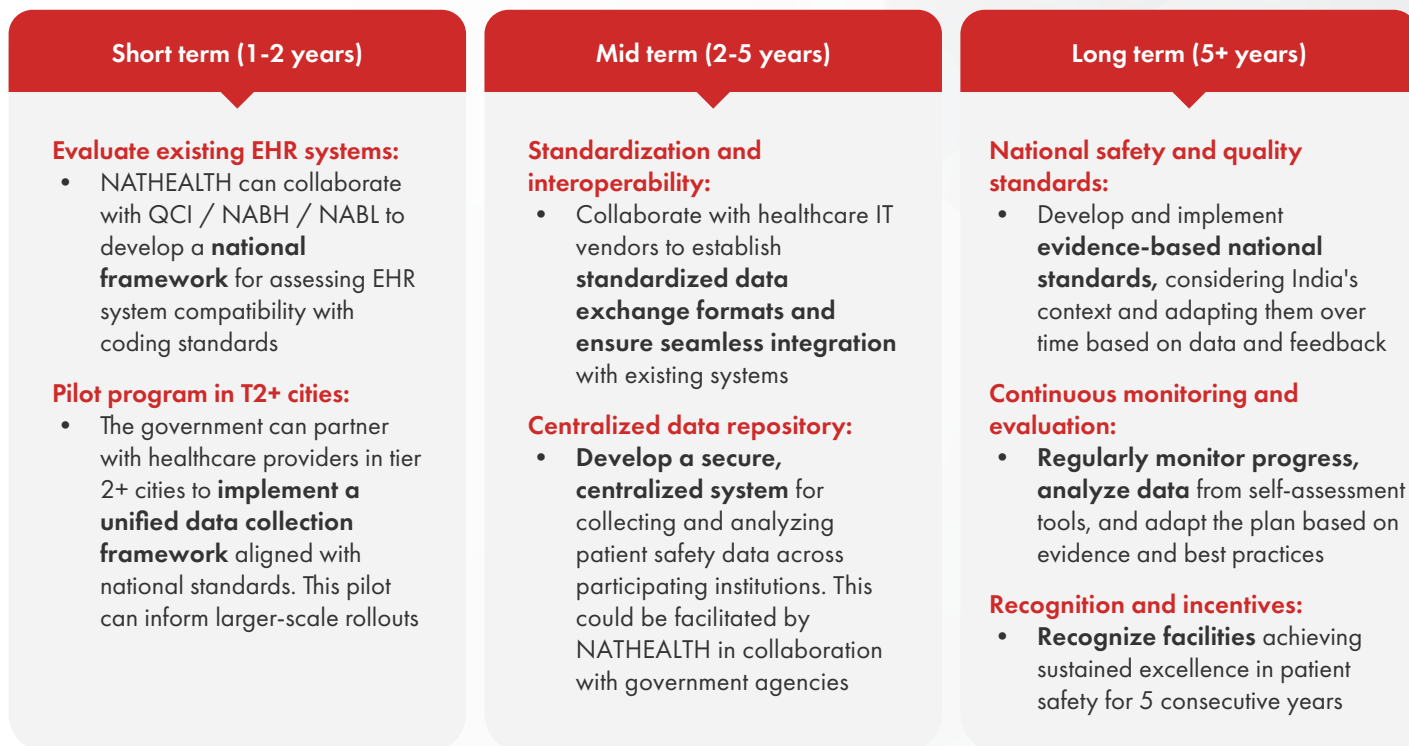 Short term (1-2 years)
Evaluate existing EHR systems:
• NATHEALTH can collaborate
with QCI / NABH / NABL to
develop a national
framework for assessing EHR
system compatibility with
coding standards
Pilot program in T2+ cities:
• The government can partner
with healthcare providers in tier
2+ cities to implement a
unified data collection
framework aligned with
national standards. This pilot
can inform larger-scale rollouts
Mid term (2-5 years)
Standardization and
interoperability:
• Collaborate with healthcare IT
vendors to establish
standardized data
exchange formats and
ensure seamless integration
with existing systems
Centralized data repository:
• Develop a secure,
centralized system for
collecting and analyzing
patient safety data across
participating institutions. This
could be facilitated by
NATHEALTH in collaboration
with government agencies
Long term (5+ years)
National safety and quality
standards:
• Develop and implement
evidence-based national
standards, considering India's
context and adapting them over
time based on data and feedback
Continuous monitoring and
evaluation:
• Regularly monitor progress,
analyze data from self-assessment
tools, and adapt the plan based on
evidence and best practices
Recognition and incentives:
• Recognize facilities achieving
sustained excellence in patient
safety for 5 consecutive years